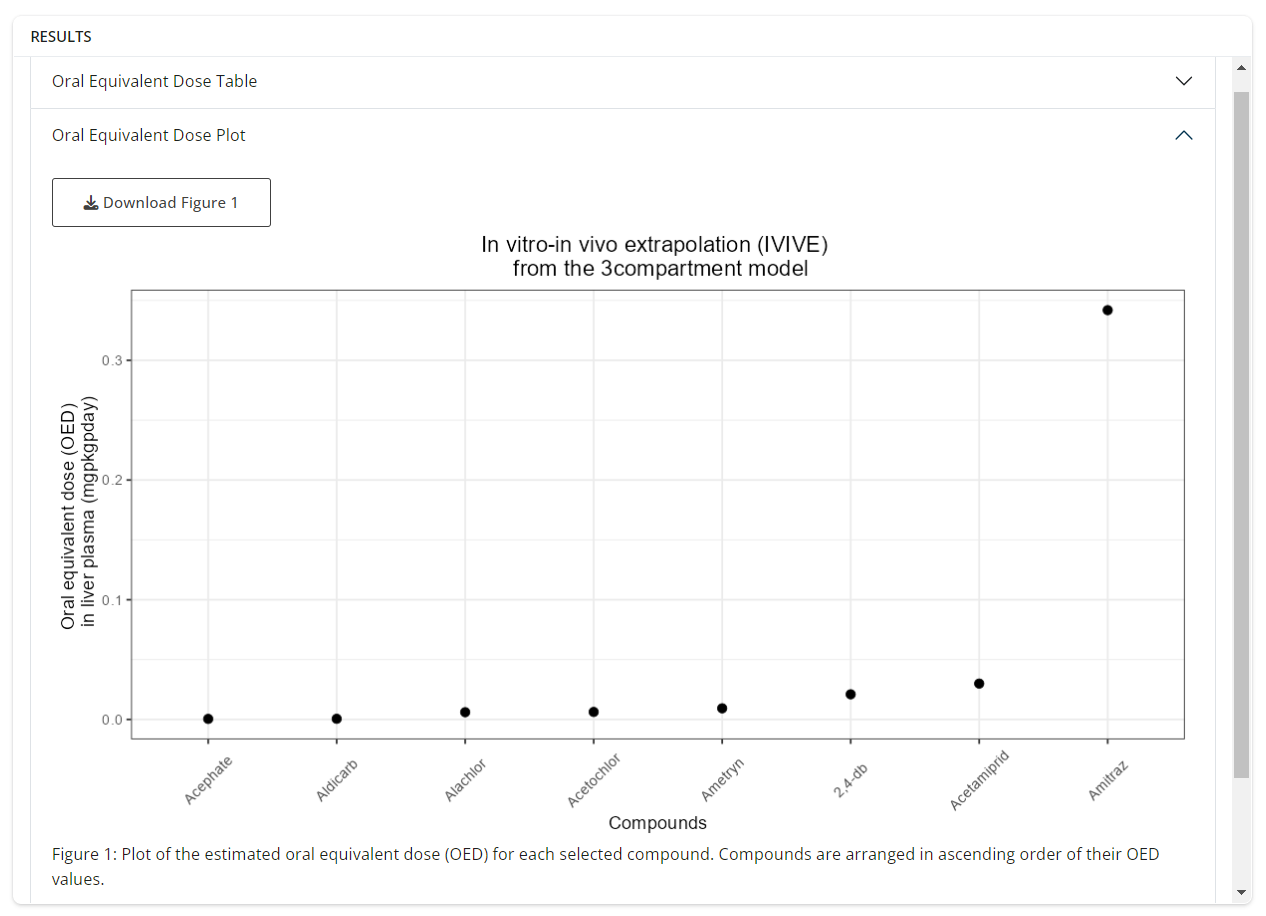 RESULTS
Oral Equivalent Dose Table
Oral Equivalent Dose Plot
Download Figure 1
In vitro-in vivo extrapolation (IVIVE)
from the 3compartment model
Oral equivalent dose (OED)
in liver plasma (mgpkgpday)
0.3
0.2
0.1
0.0
Acephate
Aldicarb
Alachlor
Acetochlor
Ametryn
2,4-db
Acetamiprid
Amitraz
Compounds
Figure 1: Plot of the estimated oral equivalent dose (OED) for each selected compound. Compounds are arranged in ascending order of their OED
values.